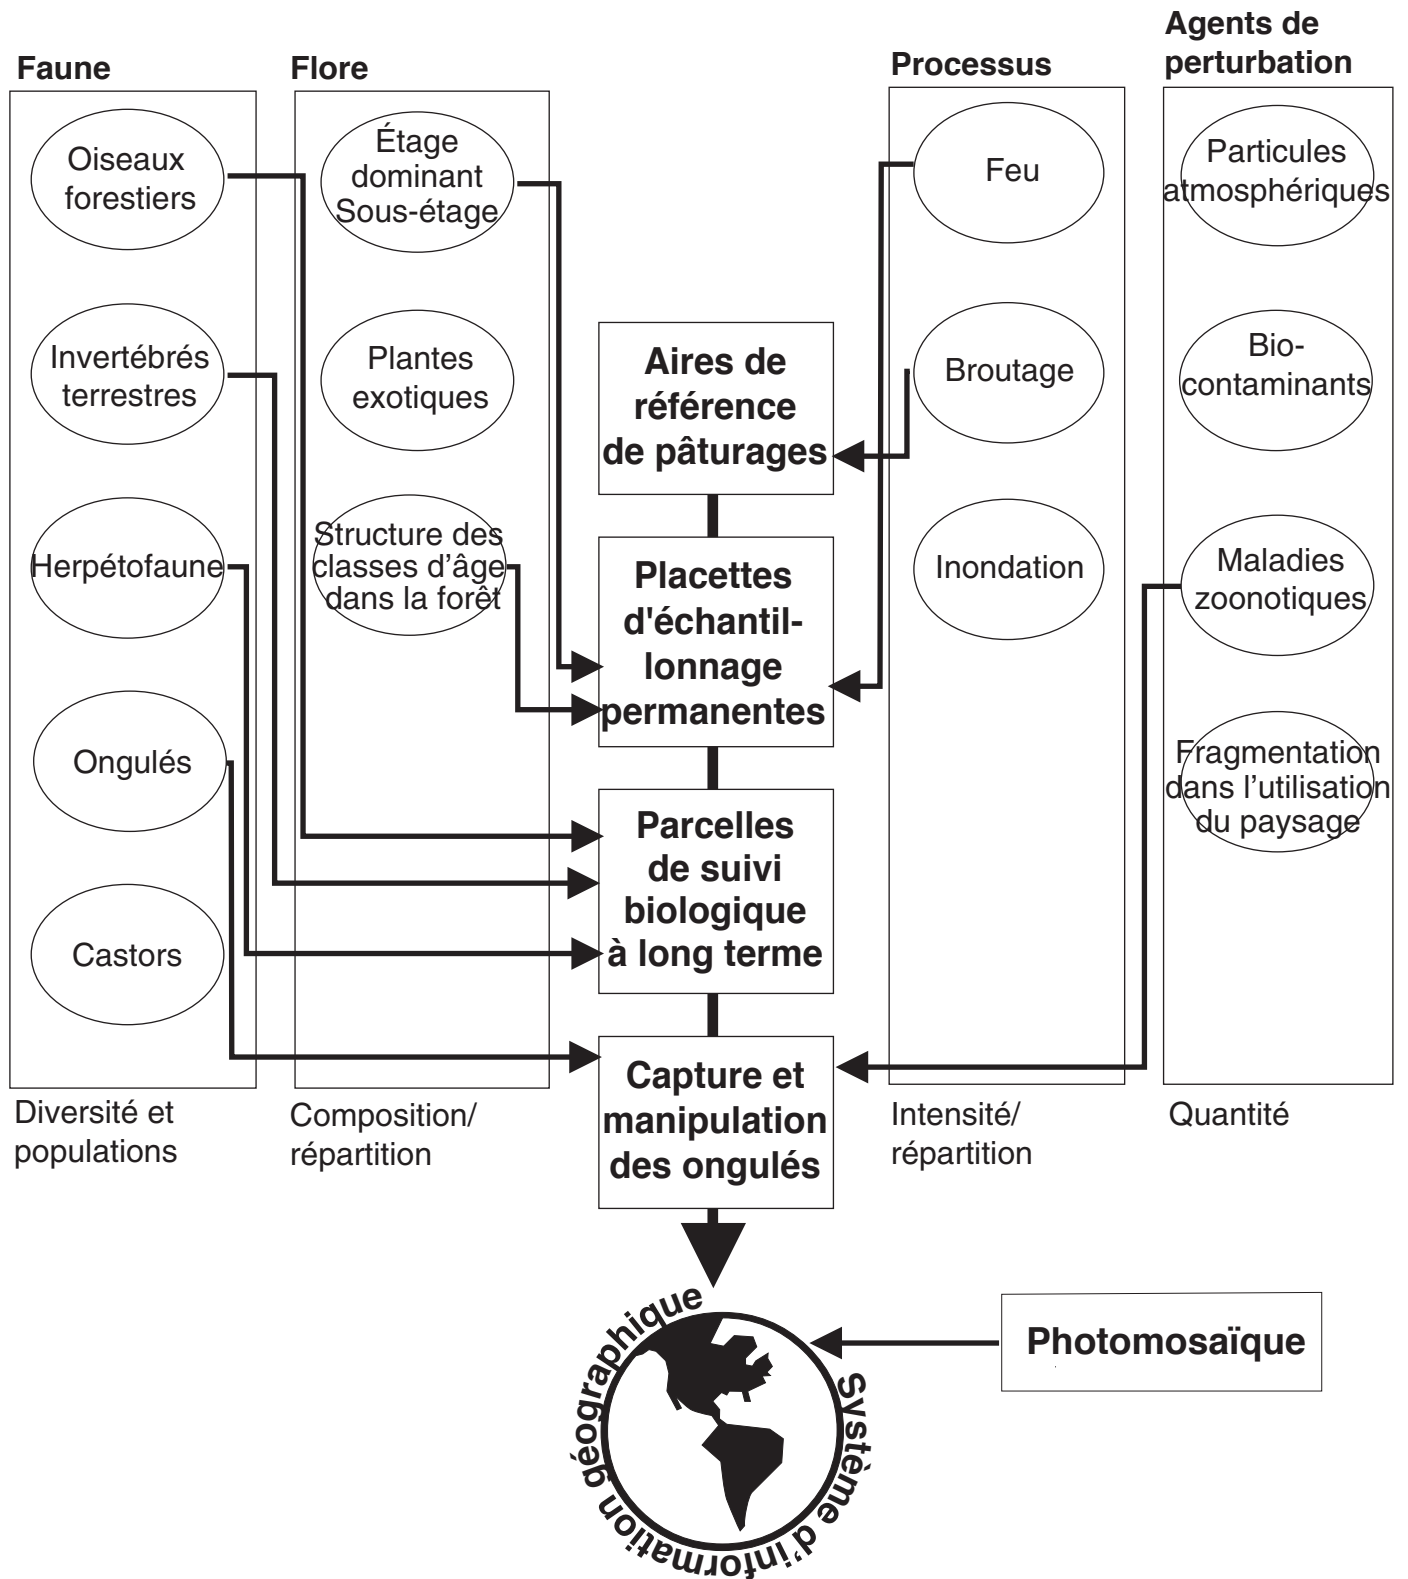 Faune
Oiseaux
forestiers
Invertébrés
terrestres
Herpétofaune
Ongulés
Castors
Diversité et
populations
Flore
Étage
dominant
Sous-étage
Plantes
exotiques
Structure des
classes d’âge
dans la forêt
Composition/
répartition
Aires de
référence
de pâturages
Placettes
d'échantil-
lonnage
permanentes
Parcelles
de suivi
biologique
à long terme
Capture et
manipulation
des ongulés
Processus
Feu
Broutage
Inondation
Intensité/
répartition
Agents de
perturbation
Particules
atmosphériques
Bio-
contaminants
Maladies
zoonotiques
Fragmentation
dans l’utilisation
du paysage
Quantité
Photomosaïque
Système d’information géographique